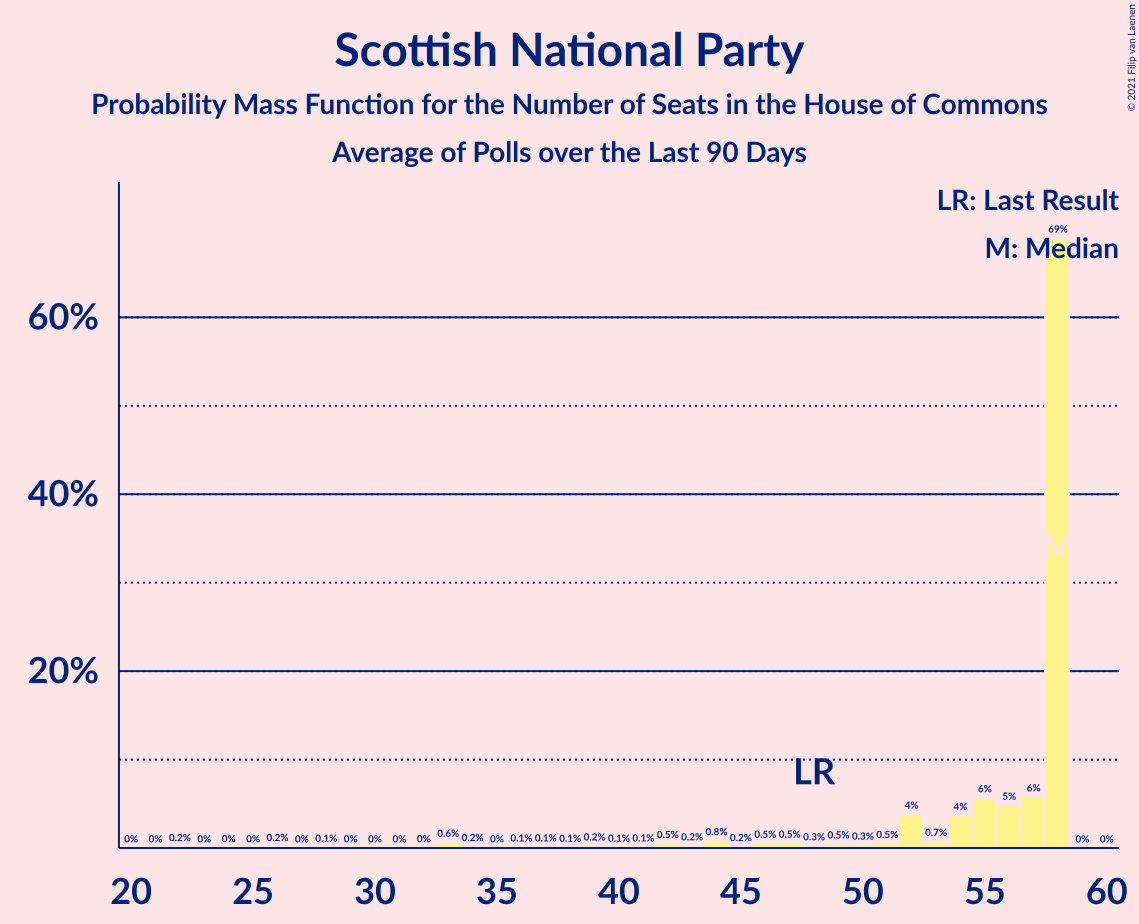 Scottish National Party
Probability Mass Function for the Number of Seats in the House of Commons
Average of Polls over the Last 90 Days
© 2021 Filip van Laenen
LR: Last Result
69%
M: Median
60%
40%
20%
LR
M
0% 0% 0.2% 0% 0% 0% 0.2% 0% 0.1% 0% 0% 0% 0% 0.6% 0.2% 0% 0.1% 0.1% 0.1% 0.2% 0.1% 0.1% 0.5% 0.2% 0.8% 0.2% 0.5% 0.5% 0.3% 0.5% 0.3% 0.5% 4% 0.7% 4% 6% 5% 6% 0% 0%
20 25 30 35 40 45 50 55 60